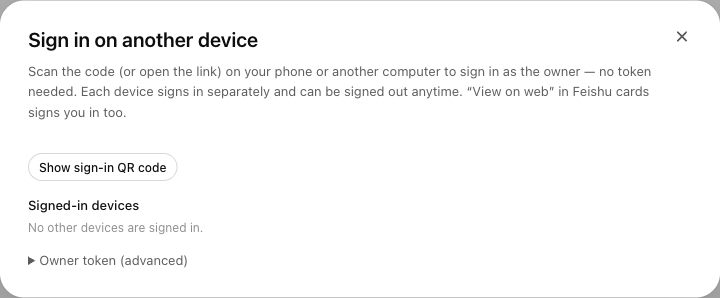 Sign in on another device
Scan the code (or open the link) on your phone or another computer to sign in as the owner — no token
needed. Each device signs in separately and can be signed out anytime. “View on web” in Feishu cards
signs you in too.
Show sign-in QR code
Signed-in devices
No other devices are signed in.
Owner token (advanced)